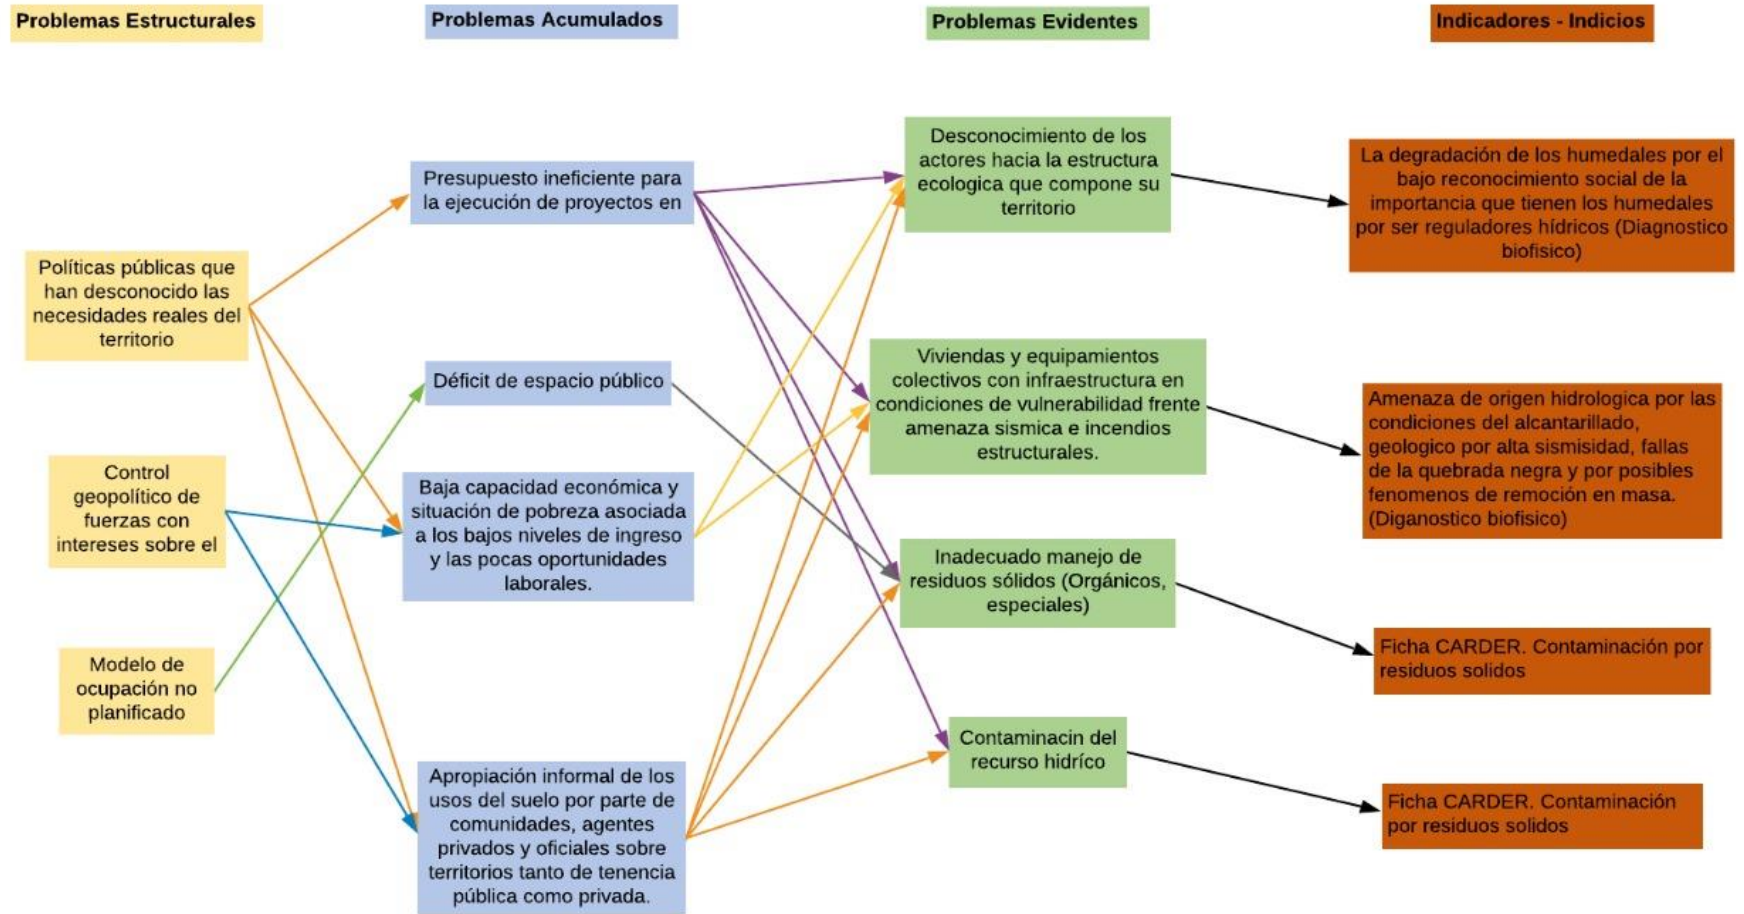 Problemas Estructurales
Problemas Acumulados
Problemas Evidentes
Indicadores - Indicios
Políticas públicas que
han desconocido las
necesidades reales del
territorio
Control
geopolítico de
fuerzas con
intereses sobre el
Modelo de
ocupación no
planificado
Presupuesto ineficiente para
la ejecución de proyectos en
Déficit de espacio público
Baja capacidad económica y
situación de pobreza asociada
a los bajos niveles de ingreso
y las pocas oportunidades
laborales.
Apropiación informal de los
usos del suelo por parte de
comunidades, agentes
privados y oficiales sobre
territorios tanto de tenencia
pública como privada.
Desconocimiento de los
actores hacia la estructura
ecologica que compone su
territorio
Viviendas y equipamientos
colectivos con infraestructura en
condiciones de vulnerabilidad frente
amenaza sismica e incendios
estructurales.
Inadecuado manejo de
residuos sólidos (Orgánicos,
especiales)
Contaminacin del
recurso hidríco
La degradación de los humedales por el
bajo reconocimiento social de la
importancia que tienen los humedales
por ser reguladores hídricos (Diagnostico
biofisico)
Amenaza de origen hidrologica por las
condiciones del alcantarillado,
geologico por alta sismisidad, fallas
de la quebrada negra y por posibles
fenomenos de remoción en masa.
(Diganostico biofisico)
Ficha CARDER. Contaminación por
residuos solidos
Ficha CARDER. Contaminación
por residuos solidos